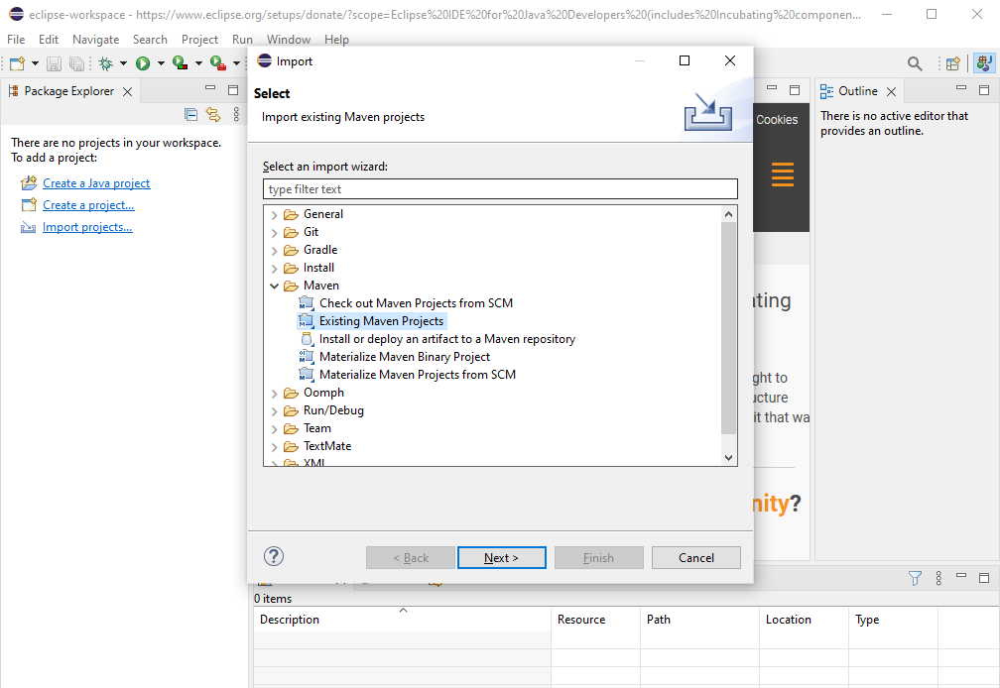 eclipse-workspace - https://www.eclipse.org/setups/donate/?scope=Eclipse%20IDE%20for%20Java%20Developers%20(includes%20Incubating%20componen...
File Edit Navigate Search Project Run Window Help
Package Explorer
There are no projects in your workspace.
To add a project:
Create a Java project
Create a project...
Import projects...
Import
Select
Import existing Maven projects
Select an import wizard:
type filter text
General
Git
Gradle
Install
Maven
Check out Maven Projects from SCM
Existing Maven Projects
Install or deploy an artifact to a Maven repository
Materialize Maven Binary Project
Materialize Maven Projects from SCM
Oomph
Run/Debug
Team
TextMate
XML
< Back Next > Finish Cancel
Cookies
ating
ght to
ucture
it that wa
nity?
Outline
There is no active editor that
provides an outline.
0 items
Description Resource Path Location Type